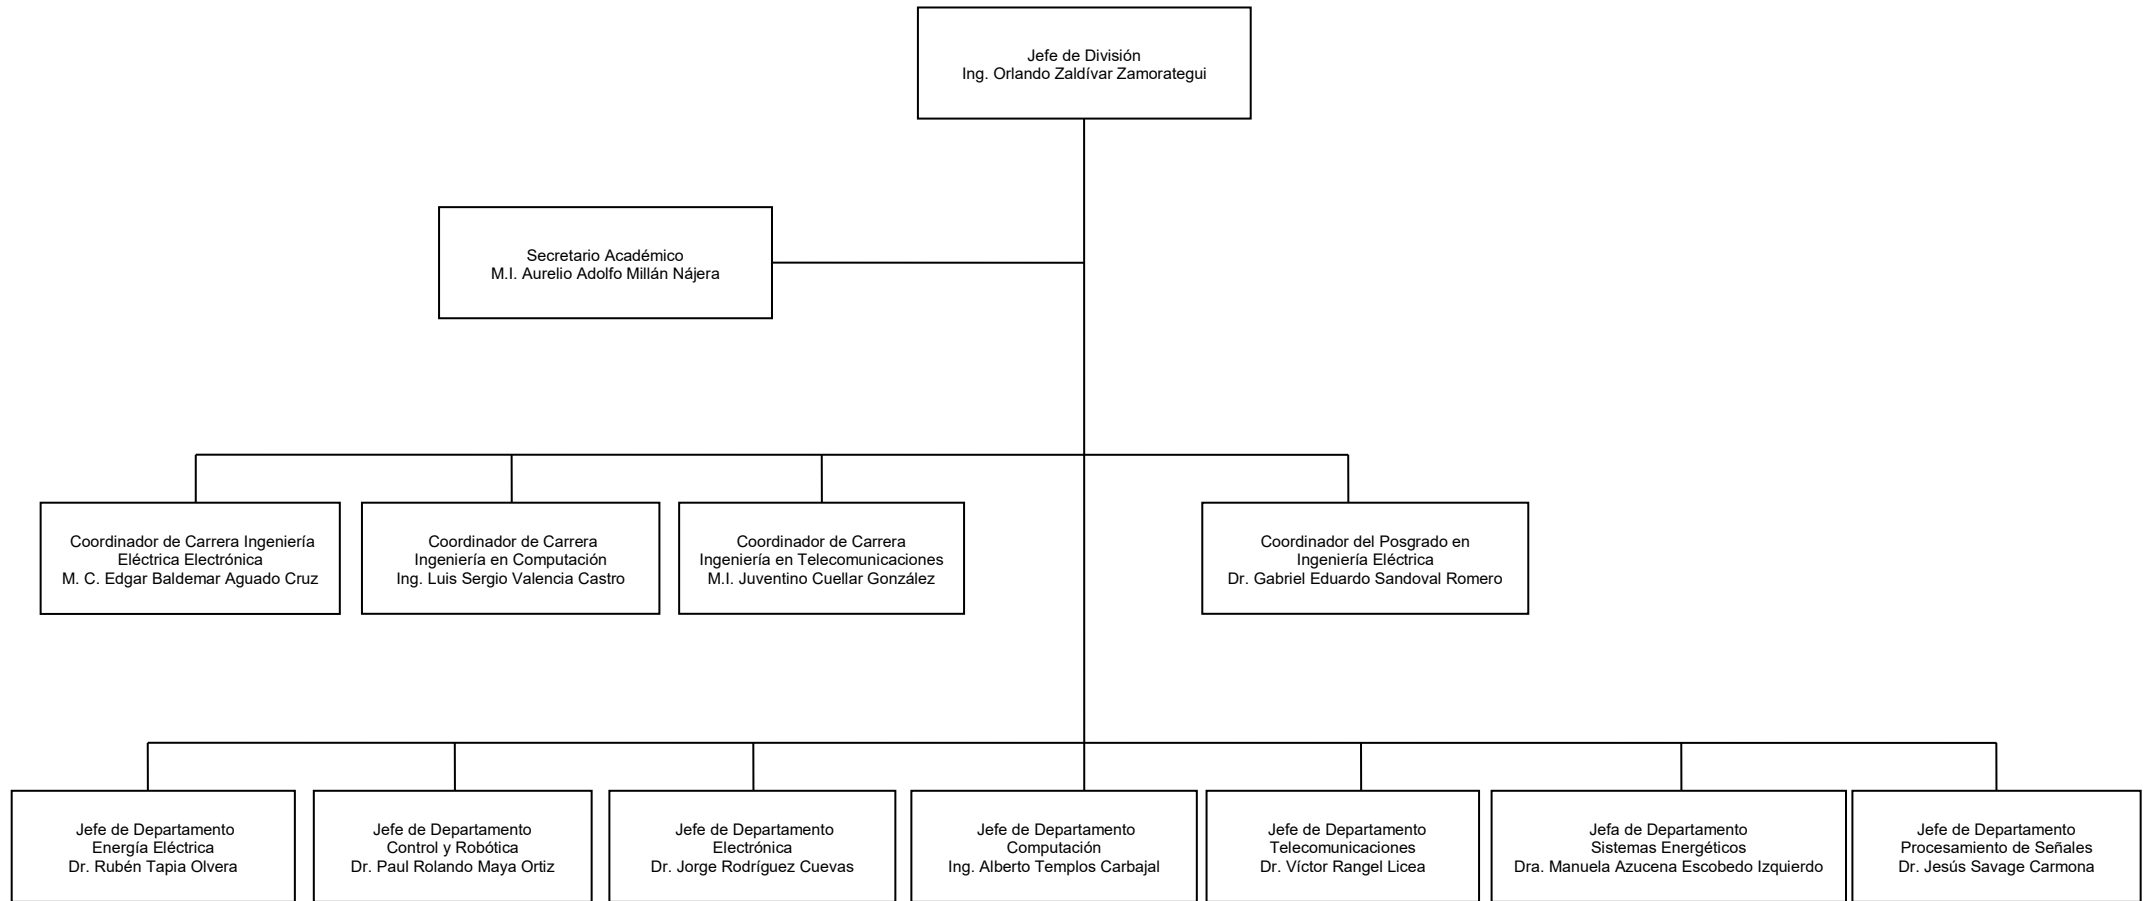 Jefe de División
Ing. Orlando Zaldívar Zamorategui
Secretario Académico
M.I. Aurelio Adolfo Millán Nájera
Coordinador de Carrera Ingeniería
Eléctrica Electrónica
M. C. Edgar Baldemar Aguado Cruz
Coordinador de Carrera
Ingeniería en Computación
Ing. Luis Sergio Valencia Castro
Coordinador de Carrera
Ingeniería en Telecomunicaciones
M.I. Juventino Cuellar González
Coordinador del Posgrado en
Ingeniería Eléctrica
Dr. Gabriel Eduardo Sandoval Romero
Jefe de Departamento
Energía Eléctrica
Dr. Rubén Tapia Olvera
Jefe de Departamento
Control y Robótica
Dr. Paul Rolando Maya Ortiz
Jefe de Departamento
Electrónica
Dr. Jorge Rodríguez Cuevas
Jefe de Departamento
Computación
Ing. Alberto Templos Carbajal
Jefe de Departamento
Telecomunicaciones
Dr. Víctor Rangel Licea
Jefa de Departamento
Sistemas Energéticos
Dra. Manuela Azucena Escobedo Izquierdo
Jefe de Departamento
Procesamiento de Señales
Dr. Jesús Savage Carmona